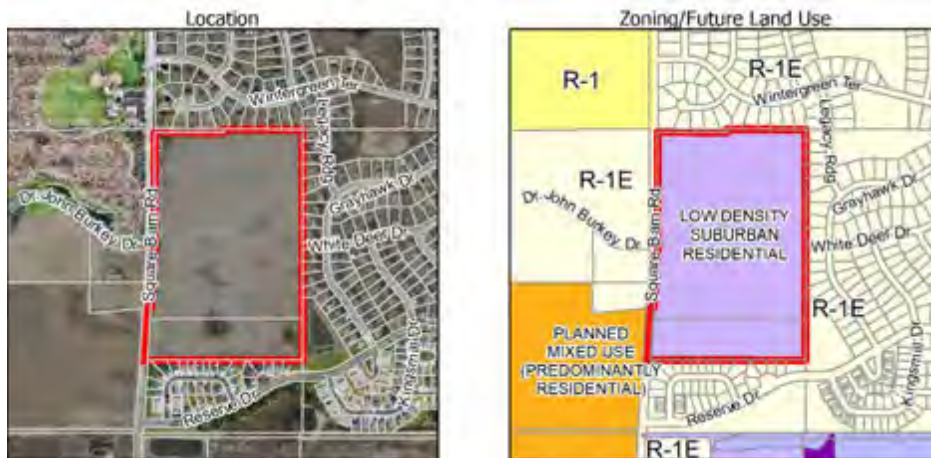 Location
Wintergreen Ter
Legacy Rdg
Grayhawk Dr
Dr. John Burkey Dr
Square Barn Rd
White Deer Dr
Kingsmill Dr
Reserve Dr
Zoning/Future Land Use
R-1
R-1E
Wintergreen Ter
Legacy Rdg
R-1E
Grayhawk Dr
Dr. John Burkey Dr
Square Barn Rd
LOW DENSITY
SUBURBAN
RESIDENTIAL
White Deer Dr
R-1E
PLANNED
MIXED USE
(PREDOMINANTLY
RESIDENTIAL)
Kingsmill Dr
Reserve Dr
R-1E